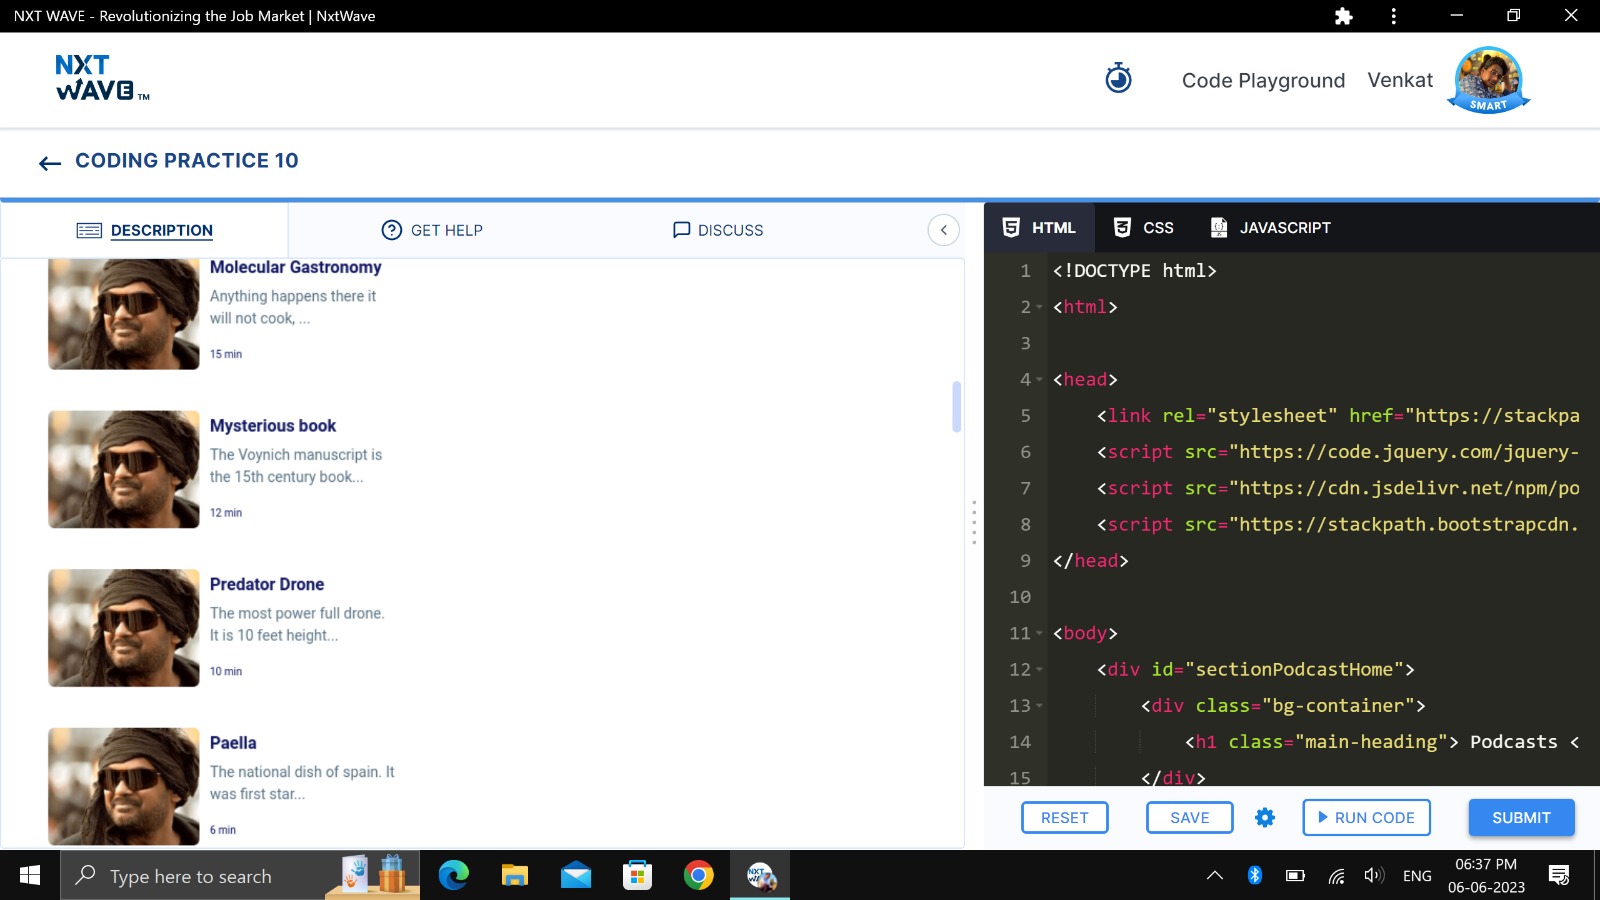 NXT WAVE - Revolutionizing the Job Market | NxtWave
NXT
WAVE TM
Code Playground
Venkat
SMART
CODING PRACTICE 10
DESCRIPTION
GET HELP
DISCUSS
Molecular Gastronomy
Anything happens there it
will not cook, ...
15 min
Mysterious book
The Voynich manuscript is
the 15th century book...
12 min
Predator Drone
The most power full drone.
It is 10 feet height...
10 min
Paella
The national dish of spain. It
was first star...
6 min
HTML
CSS
JAVASCRIPT
1 <!DOCTYPE html>
2 <html>
3
4 <head>
5 <link rel="stylesheet" href="https://stackpa
6 <script src="https://code.jquery.com/jquery-
7 <script src="https://cdn.jsdelivr.net/npm/po
8 <script src="https://stackpath.bootstrapcdn.
9 </head>
10
11 <body>
12 <div id="sectionPodcastHome">
13 <div class="bg-container">
14 <h1 class="main-heading"> Podcasts <
15 </div>
RESET
SAVE
RUN CODE
SUBMIT
Type here to search
NXT
ENG
06:37 PM
06-06-2023